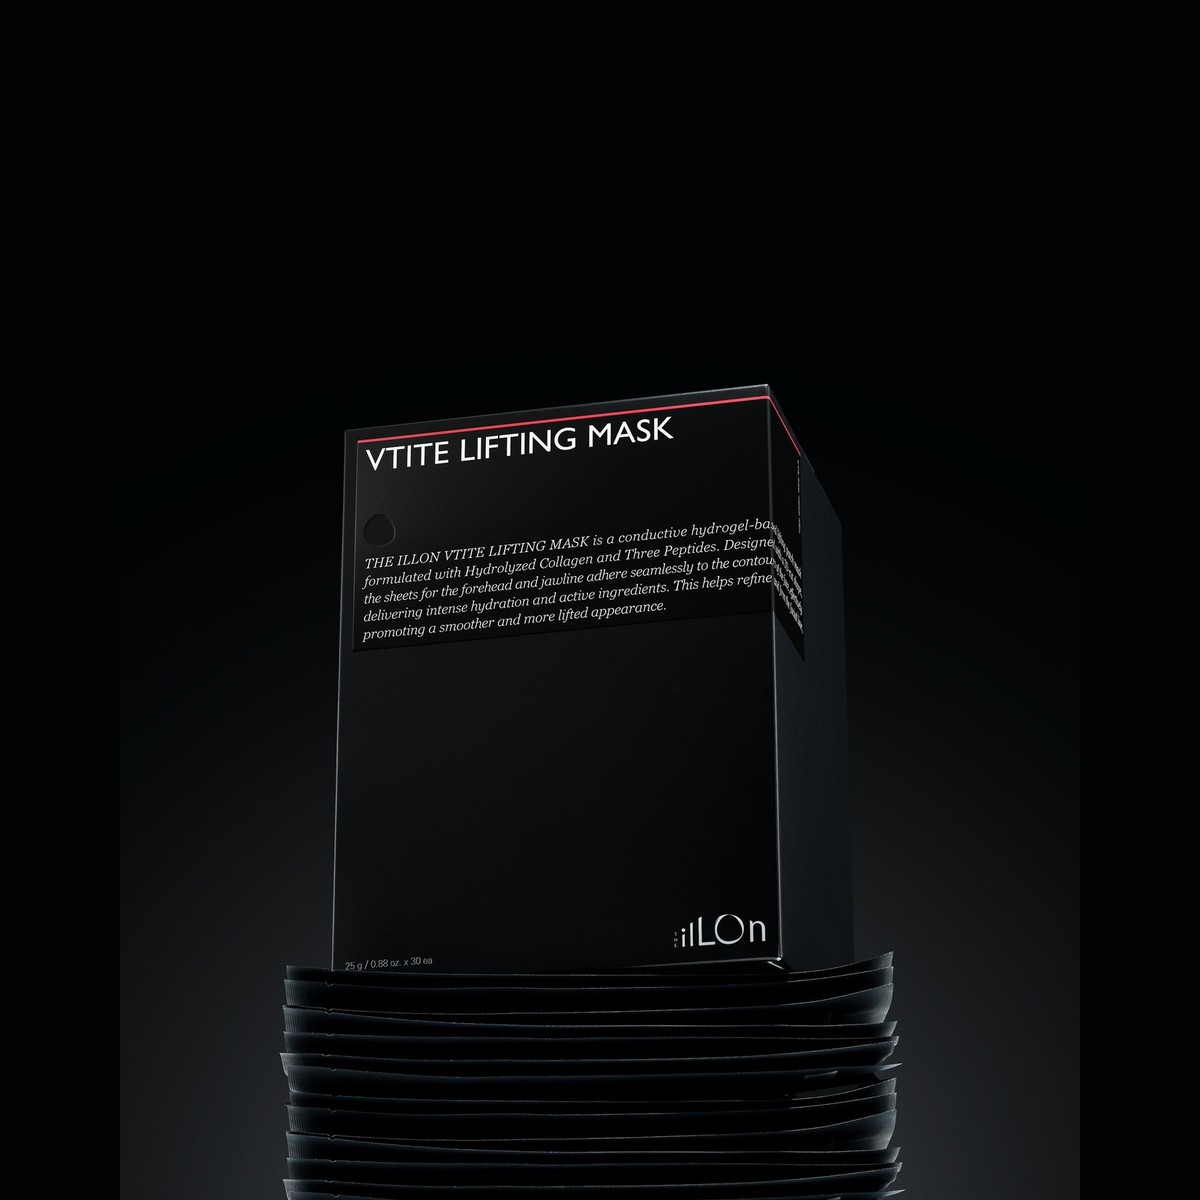 VTITE LIFTING MASK
THE ILLON VTITE LIFTING MASK is a conductive hydrogel-bas
formulated with Hydrolyzed Collagen and Three Peptides. Designe
the sheets for the forehead and jawline adhere seamlessly to the contou
delivering intense hydration and active ingredients. This helps refine
promoting a smoother and more lifted appearance.
THE illOn
25 g / 0.88 oz. x 30 ea